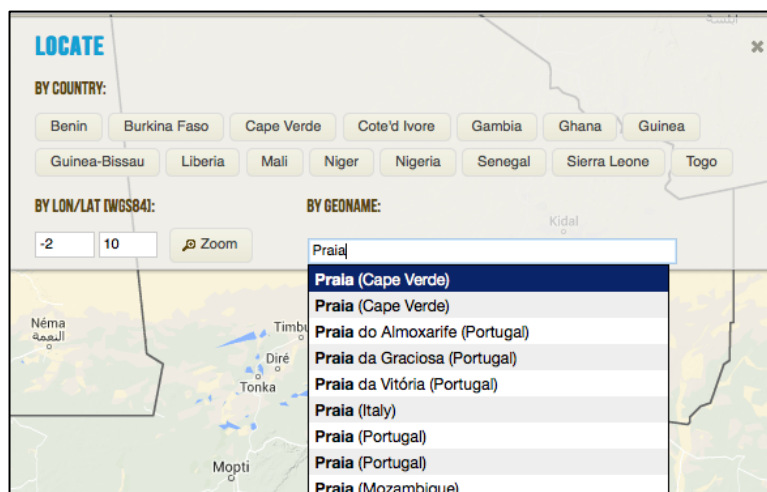 LOCATE
BY COUNTRY:
Benin Burkina Faso Cape Verde Cote'd Ivore Gambia Ghana Guinea
Guinea-Bissau Liberia Mali Niger Nigeria Senegal Sierra Leone Togo
BY LON/LAT [WGS84]: BY GEONAME:
Kidal
-2 10 Zoom Praia
Praia (Cape Verde)
Praia (Cape Verde)
Praia do Almoxarife (Portugal)
Praia da Graciosa (Portugal)
Praia da Vitória (Portugal)
Praia (Italy)
Praia (Portugal)
Praia (Portugal)
Praia (Mozambique)
Néma
النعمة
Timbu
Diré
Tonka
Mopti